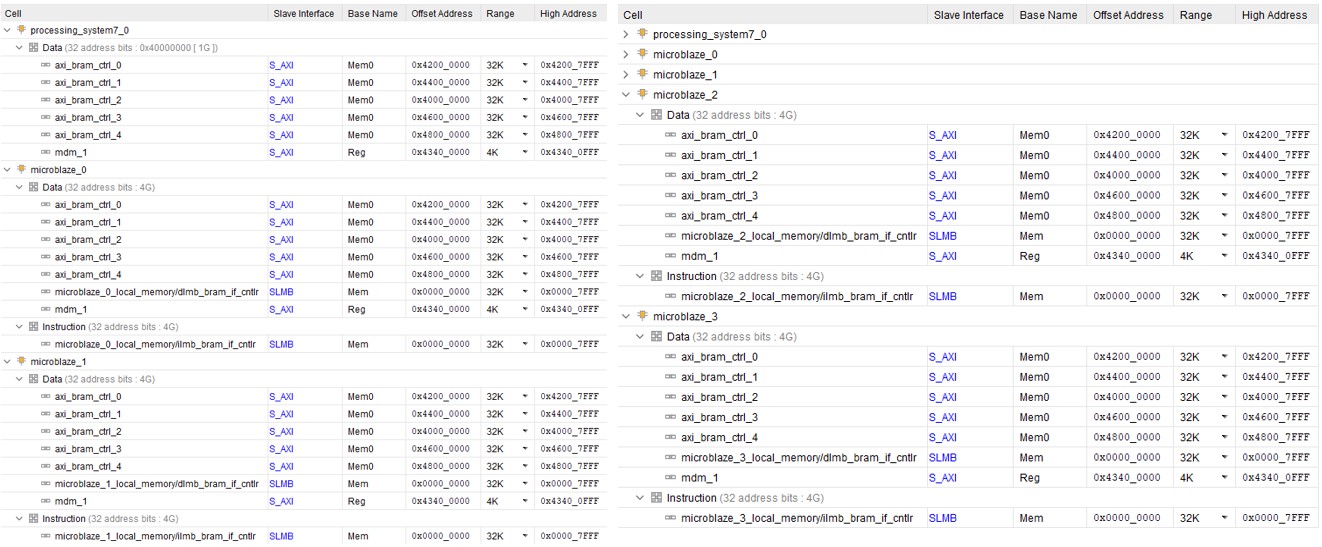 Cell Slave Interface Base Name Offset Address Range High Address
processing_system7_0
Data (32 address bits : 0x40000000 [ 1G ])
axi_bram_ctrl_0 S_AXI Mem0 0x4200_0000 32K 0x4200_7FFF
axi_bram_ctrl_1 S_AXI Mem0 0x4400_0000 32K 0x4400_7FFF
axi_bram_ctrl_2 S_AXI Mem0 0x4000_0000 32K 0x4000_7FFF
axi_bram_ctrl_3 S_AXI Mem0 0x4600_0000 32K 0x4600_7FFF
axi_bram_ctrl_4 S_AXI Mem0 0x4800_0000 32K 0x4800_7FFF
mdm_1 S_AXI Reg 0x4340_0000 4K 0x4340_0FFF
microblaze_0
Data (32 address bits : 4G)
axi_bram_ctrl_0 S_AXI Mem0 0x4200_0000 32K 0x4200_7FFF
axi_bram_ctrl_1 S_AXI Mem0 0x4400_0000 32K 0x4400_7FFF
axi_bram_ctrl_2 S_AXI Mem0 0x4000_0000 32K 0x4000_7FFF
axi_bram_ctrl_3 S_AXI Mem0 0x4600_0000 32K 0x4600_7FFF
axi_bram_ctrl_4 S_AXI Mem0 0x4800_0000 32K 0x4800_7FFF
microblaze_0_local_memory/dlmb_bram_if_cntlr SLMB Mem 0x0000_0000 32K 0x0000_7FFF
mdm_1 S_AXI Reg 0x4340_0000 4K 0x4340_0FFF
Instruction (32 address bits : 4G)
microblaze_0_local_memory/ilmb_bram_if_cntlr SLMB Mem 0x0000_0000 32K 0x0000_7FFF
microblaze_1
Data (32 address bits : 4G)
axi_bram_ctrl_0 S_AXI Mem0 0x4200_0000 32K 0x4200_7FFF
axi_bram_ctrl_1 S_AXI Mem0 0x4400_0000 32K 0x4400_7FFF
axi_bram_ctrl_2 S_AXI Mem0 0x4000_0000 32K 0x4000_7FFF
axi_bram_ctrl_3 S_AXI Mem0 0x4600_0000 32K 0x4600_7FFF
axi_bram_ctrl_4 S_AXI Mem0 0x4800_0000 32K 0x4800_7FFF
microblaze_1_local_memory/dlmb_bram_if_cntlr SLMB Mem 0x0000_0000 32K 0x0000_7FFF
mdm_1 S_AXI Reg 0x4340_0000 4K 0x4340_0FFF
Instruction (32 address bits : 4G)
microblaze_1_local_memory/ilmb_bram_if_cntlr SLMB Mem 0x0000_0000 32K 0x0000_7FFF
Cell Slave Interface Base Name Offset Address Range High Address
processing_system7_0
microblaze_0
microblaze_1
microblaze_2
Data (32 address bits : 4G)
axi_bram_ctrl_0 S_AXI Mem0 0x4200_0000 32K 0x4200_7FFF
axi_bram_ctrl_1 S_AXI Mem0 0x4400_0000 32K 0x4400_7FFF
axi_bram_ctrl_2 S_AXI Mem0 0x4000_0000 32K 0x4000_7FFF
axi_bram_ctrl_3 S_AXI Mem0 0x4600_0000 32K 0x4600_7FFF
axi_bram_ctrl_4 S_AXI Mem0 0x4800_0000 32K 0x4800_7FFF
microblaze_2_local_memory/dlmb_bram_if_cntlr SLMB Mem 0x0000_0000 32K 0x0000_7FFF
mdm_1 S_AXI Reg 0x4340_0000 4K 0x4340_0FFF
Instruction (32 address bits : 4G)
microblaze_2_local_memory/ilmb_bram_if_cntlr SLMB Mem 0x0000_0000 32K 0x0000_7FFF
microblaze_3
Data (32 address bits : 4G)
axi_bram_ctrl_0 S_AXI Mem0 0x4200_0000 32K 0x4200_7FFF
axi_bram_ctrl_1 S_AXI Mem0 0x4400_0000 32K 0x4400_7FFF
axi_bram_ctrl_2 S_AXI Mem0 0x4000_0000 32K 0x4000_7FFF
axi_bram_ctrl_3 S_AXI Mem0 0x4600_0000 32K 0x4600_7FFF
axi_bram_ctrl_4 S_AXI Mem0 0x4800_0000 32K 0x4800_7FFF
microblaze_3_local_memory/dlmb_bram_if_cntlr SLMB Mem 0x0000_0000 32K 0x0000_7FFF
mdm_1 S_AXI Reg 0x4340_0000 4K 0x4340_0FFF
Instruction (32 address bits : 4G)
microblaze_3_local_memory/ilmb_bram_if_cntlr SLMB Mem 0x0000_0000 32K 0x0000_7FFF